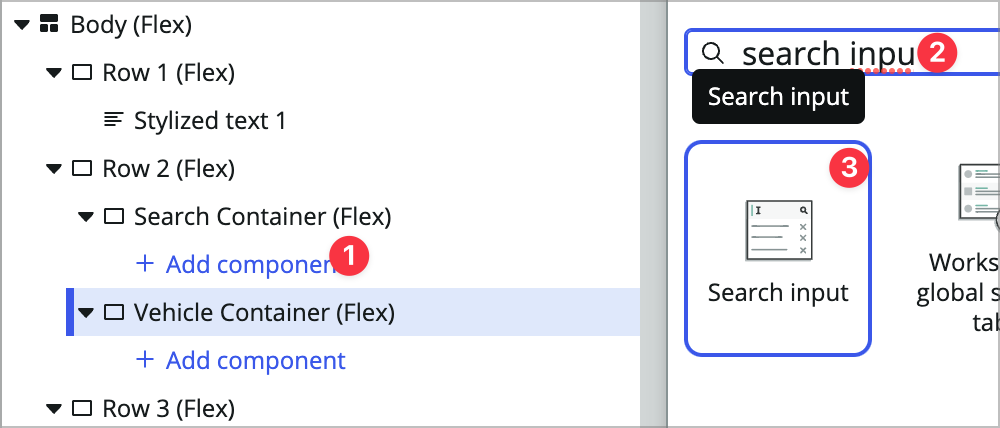 Body (Flex)
Row 1 (Flex)
Stylized text 1
Row 2 (Flex)
Search Container (Flex)
+ Add componen
1
Vehicle Container (Flex)
+ Add component
Row 3 (Flex)
search inpu
2
Search input
3
Search input
Works
global s
tab